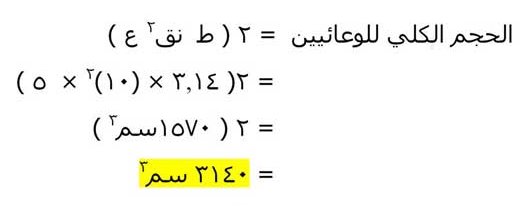 الحجم الكلي للوعائيين = ٢ ( ط نق٢ ع )
= ٢( ٣,١٤ × (١٠)٢ × ٥ )
= ٢ ( ١٥٧٠سم٣ )
= ٣١٤٠ سم٣